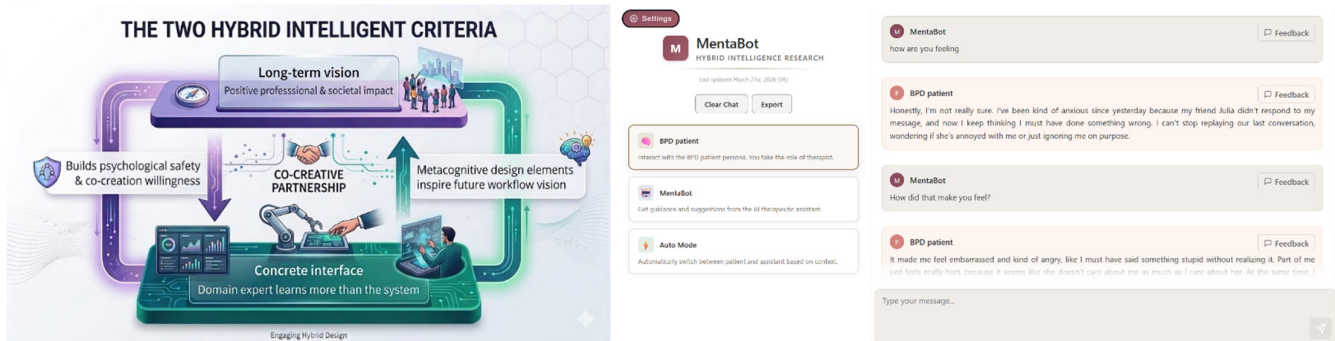 THE TWO HYBRID INTELLIGENT CRITERIA
Long-term vision
Positive professsional & societal impact
Builds psychological safety
& co-creation willingness
CO-CREATIVE
PARTNERSHIP
Metacognitive design elements
inspire future workflow vision
Concrete interface
Domain expert learns more than the system
Engaging Hybrid Design
Settings
M
MentaBot
HYBRID INTELLIGENCE RESEARCH
Last updated March 21st, 2026 (V6)
Clear Chat
Export
BPD patient
Interact with the BPD patient persona. You take the role of therapist.
MentaBot
Get guidance and suggestions from the AI therapeutic assistant.
Auto Mode
Automatically switch between patient and assistant based on context.
M
MentaBot
Feedback
how are you feeling
P
BPD patient
Feedback
Honestly, I'm not really sure. I've been kind of anxious since yesterday because my friend Julia didn't respond to my
message, and now I keep thinking I must have done something wrong. I can't stop replaying our last conversation,
wondering if she's annoyed with me or just ignoring me on purpose.
M
MentaBot
Feedback
How did that make you feel?
P
BPD patient
Feedback
It made me feel embarrassed and kind of angry, like I must have said something stupid without realizing it. Part of me
just feels really hurt, because it seems like she doesn't care about me as much as I care about her. At the same time, I
Type your message...